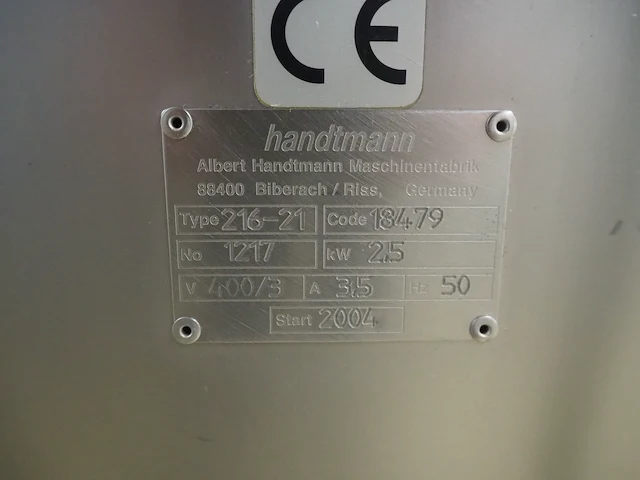 CE
handtmann
Albert Handtmann Maschinenfabrik
88400 Biberach / Riss, Germany
Type 216-21 Code 18479
No 1217 kW 2,5
V 400/3 A 3,5 Hz 50
Start 2004